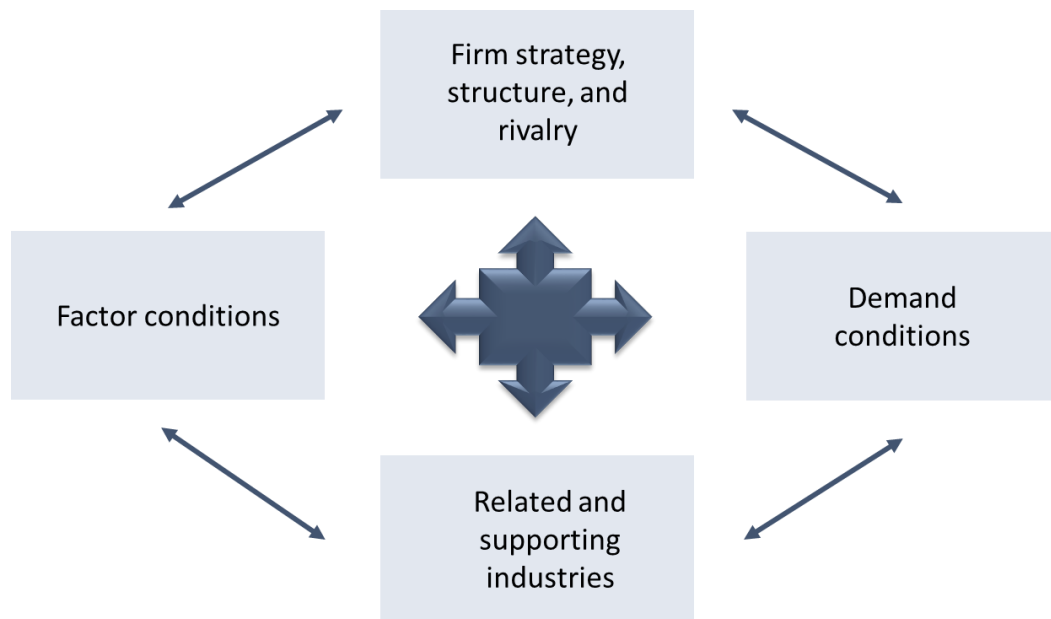 Firm strategy,
structure, and
rivalry
Factor conditions
Demand
conditions
Related and
supporting
industries